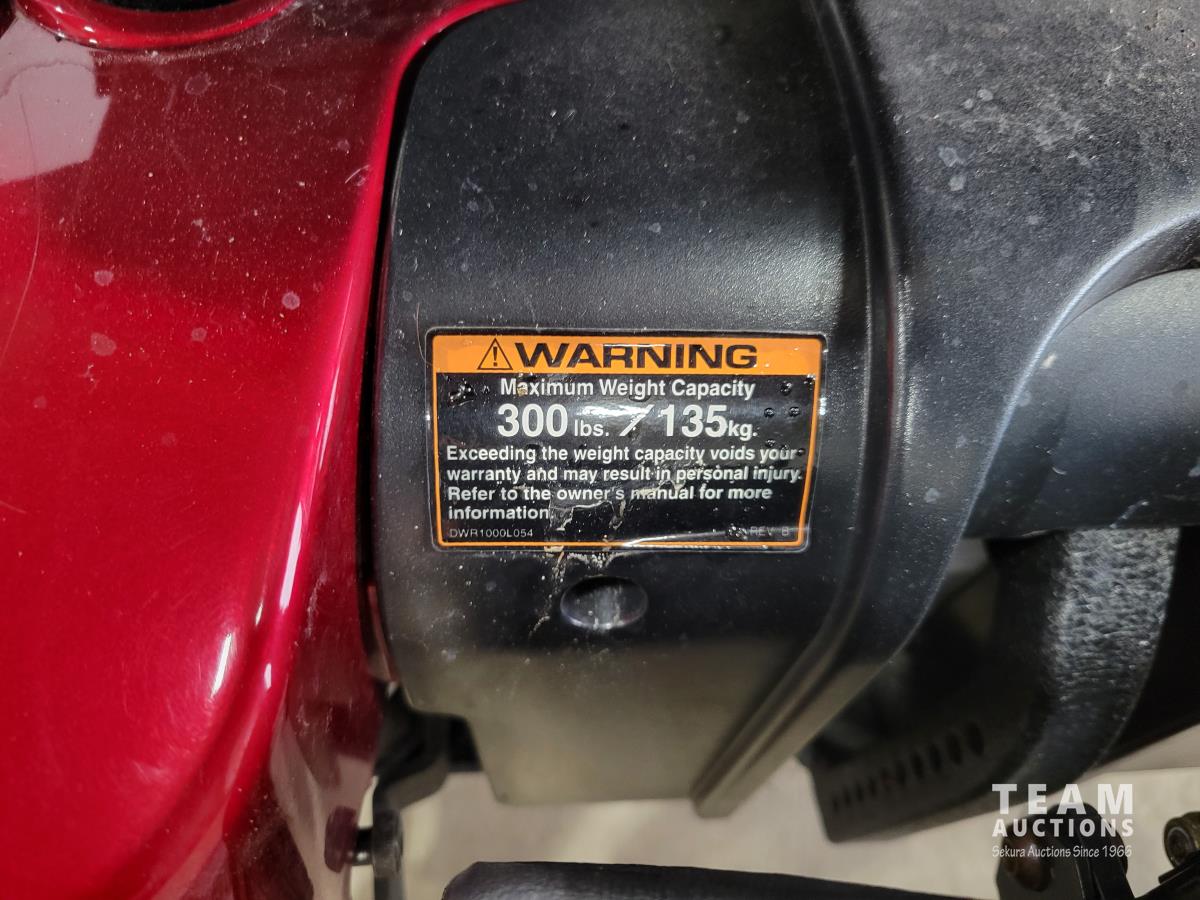 WARNING
Maximum Weight Capacity
300 lbs. / 135kg.
Exceeding the weight capacity voids your
warranty and may result in personal injury.
Refer to the owner's manual for more
information.
DWR1000L054 REV B
TEAM
AUCTIONS
Sekura Auctions Since 1966